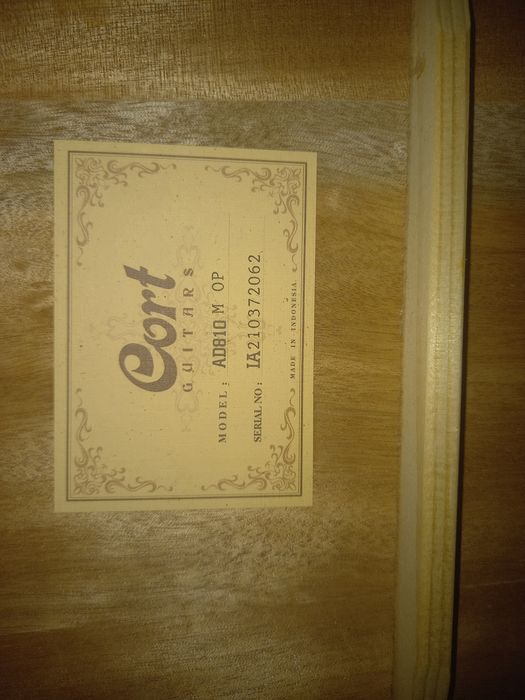 Cort
GUITARS
MODEL : AD810 M OP
SERIAL NO : IA210372062
MADE IN INDONESIA